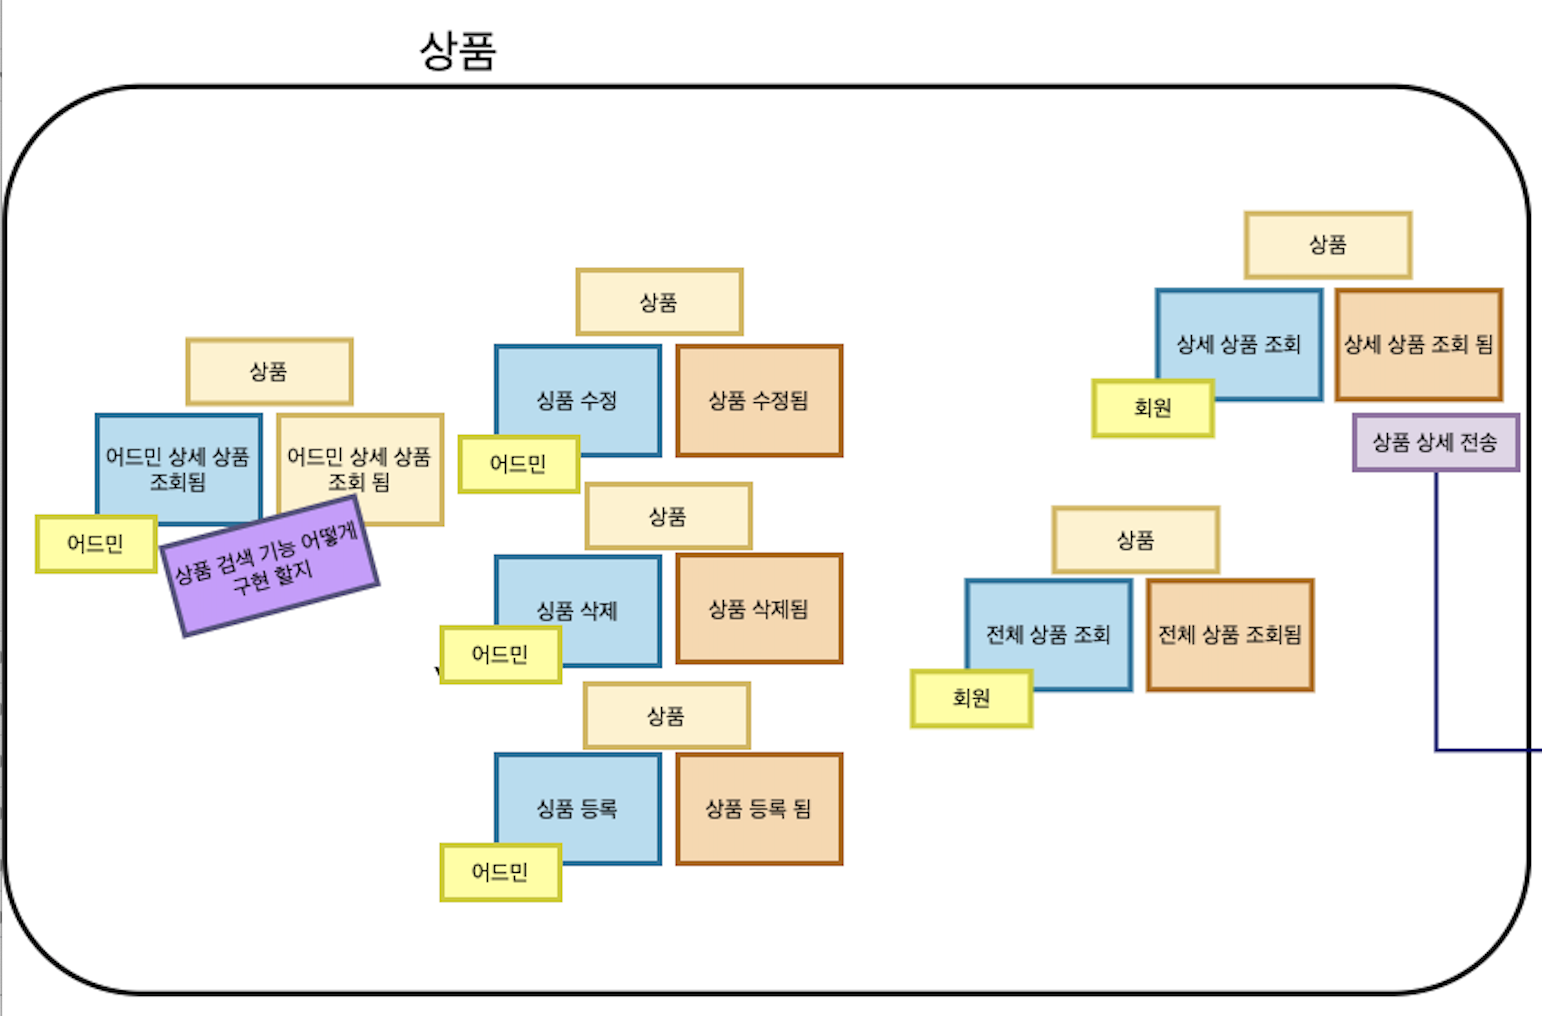 상품
상품
어드민 상세 상품
조회됨
어드민 상세 상품
조회 됨
어드민
상품 검색 기능 어떻게
구현 할지
상품
싱품 수정
상품 수정됨
어드민
상품
싱품 삭제
상품 삭제됨
어드민
상품
싱품 등록
상품 등록 됨
어드민
상품
상세 상품 조회
상세 상품 조회 됨
회원
상품 상세 전송
상품
전체 상품 조회
전체 상품 조회됨
회원